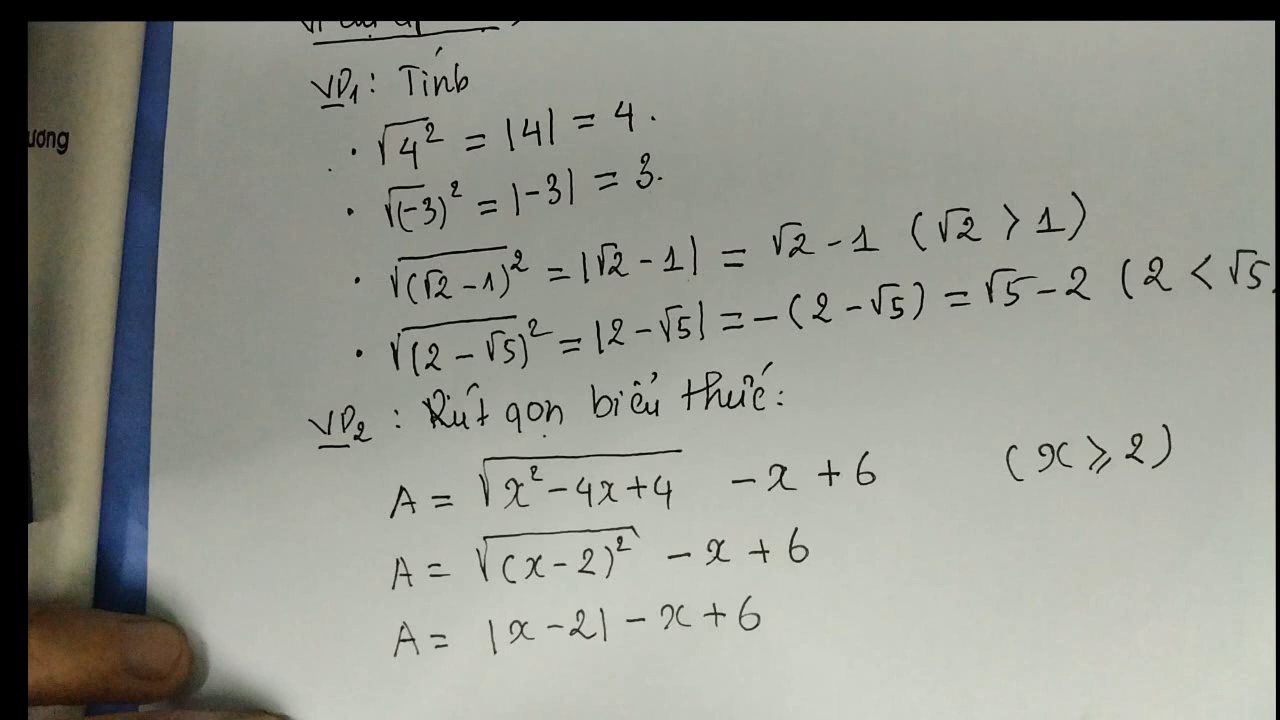 ương
VD1: Tính
. √4² = |4| = 4.
. √(-3)² = |-3| = 3.
. √(√2 - 1)² = |√2 - 1| = √2 - 1 (√2 > 1)
. √(2 - √5)² = |2 - √5| = -(2 - √5) = √5 - 2 (2 < √5
VD2: Rút gọn biểu thức:
A = √x² - 4x + 4 - x + 6 (x ⩾ 2)
A = √(x - 2)² - x + 6
A = |x - 2| - x + 6